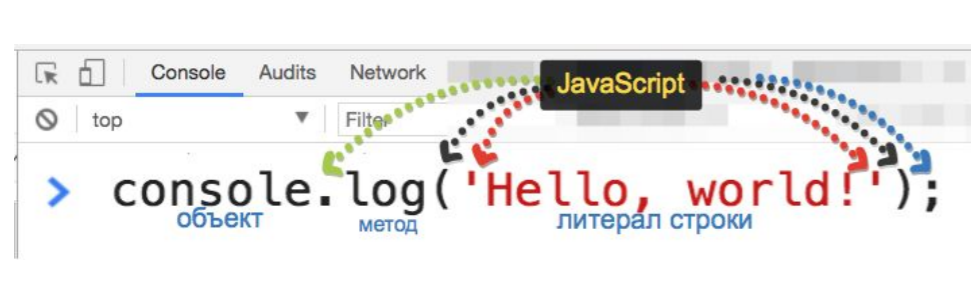 Console Audits Network
JavaScript
top Filter
> console.log('Hello, world!');
объект метод литерал строки